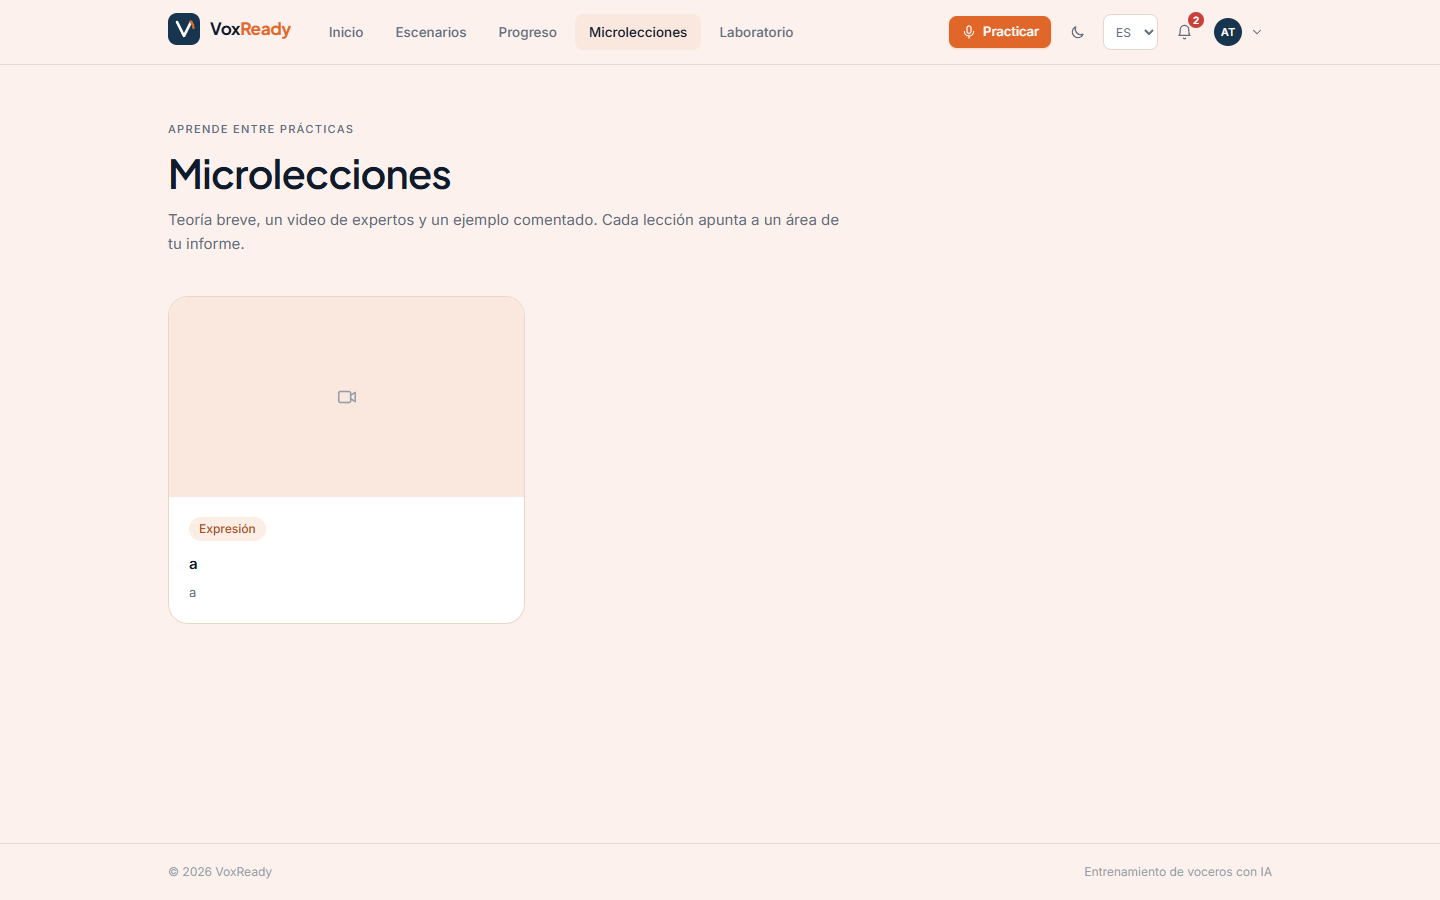 VoxReady
Inicio
Escenarios
Progreso
Microlecciones
Laboratorio
Practicar
ES
2
AT
APRENDE ENTRE PRÁCTICAS
Microlecciones
Teoría breve, un video de expertos y un ejemplo comentado. Cada lección apunta a un área de
tu informe.
Expresión
a
a
© 2026 VoxReady
Entrenamiento de voceros con IA